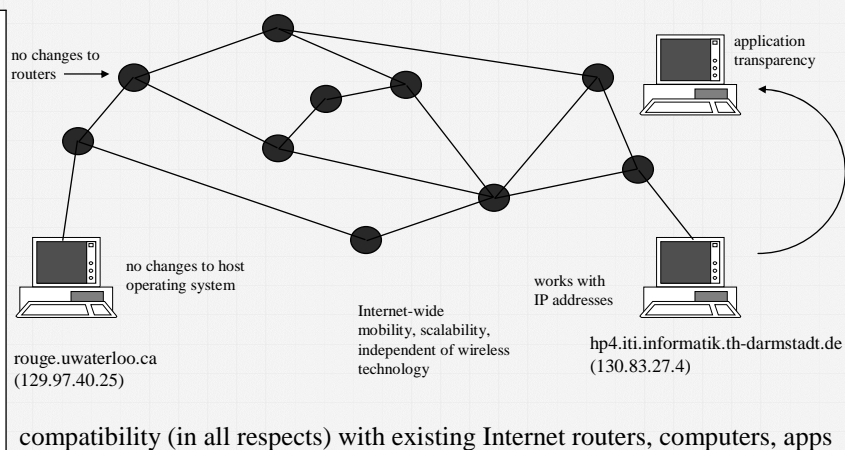 no changes to
routers
application
transparency
no changes to host
operating system
works with
IP addresses
Internet-wide
mobility, scalability,
independent of wireless
technology
rouge.uwaterloo.ca
(129.97.40.25)
hp4.iti.informatik.th-darmstadt.de
(130.83.27.4)
compatibility (in all respects) with existing Internet routers, computers, apps